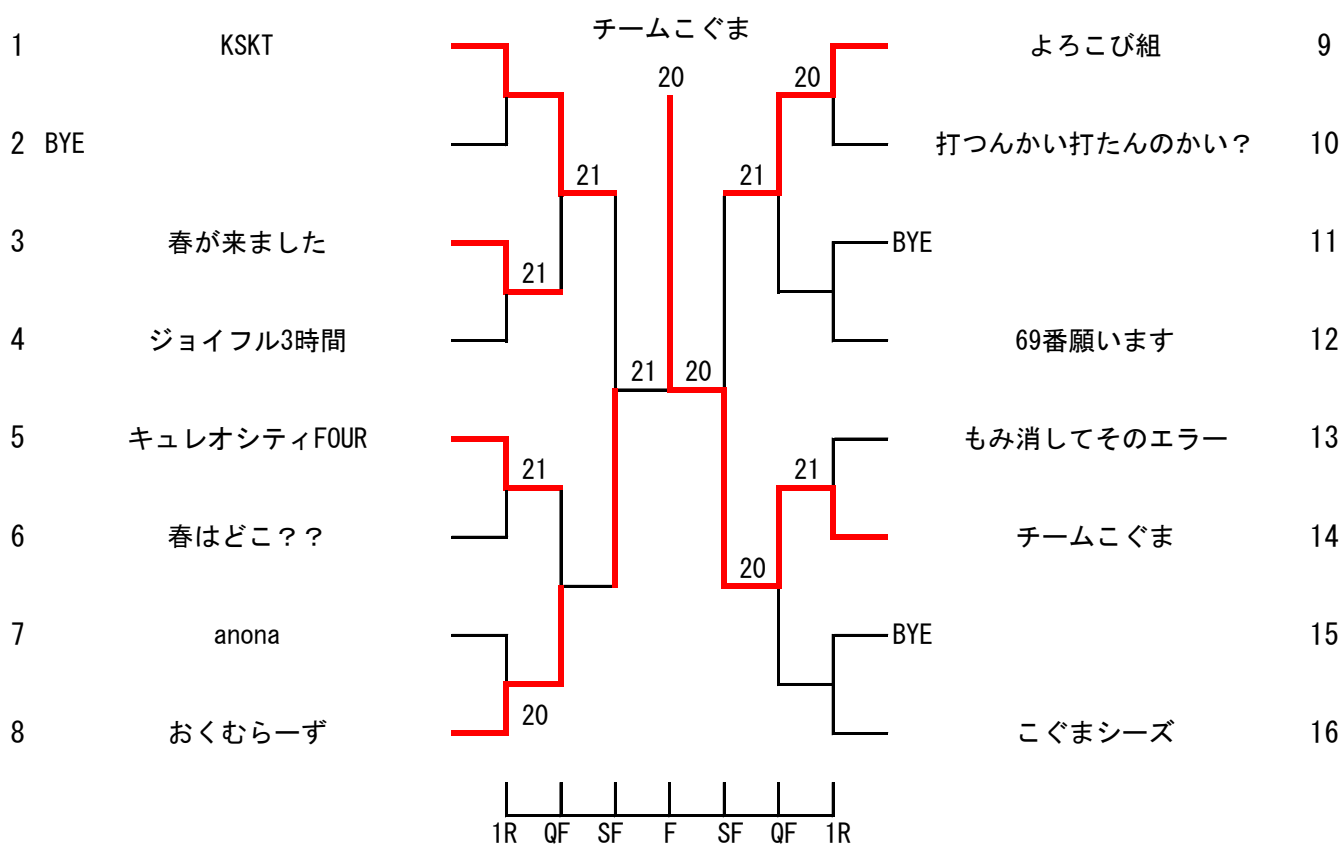 チームこぐま
1 KSKT よろこび組 9
20 20
2 BYE 打つんかい打たんのかい？ 10
21 21
3 春が来ました BYE 11
21
4 ジョイフル3時間 69番願います 12
21 20
5 キュレオシティFOUR もみ消してそのエラー 13
21 21
6 春はどこ？？ チームこぐま 14
20
7 anona BYE 15
20
8 おくむらーず こぐまシーズ 16
1R QF SF F SF QF 1R